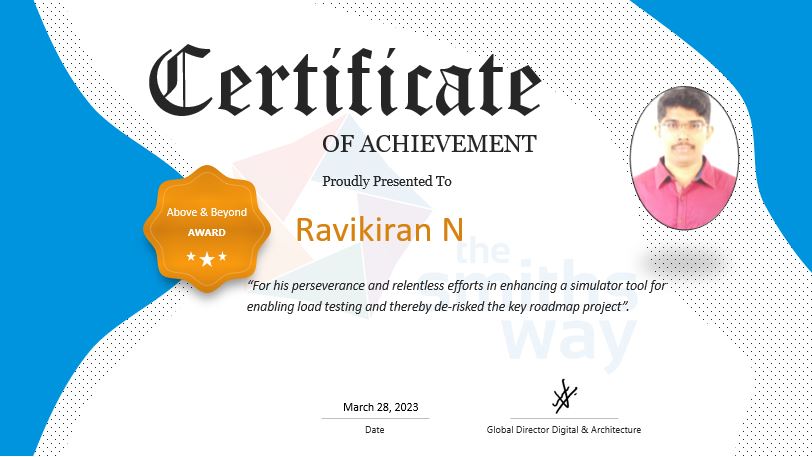 Certificate
OF ACHIEVEMENT
Proudly Presented To
Above & Beyond
AWARD
Ravikiran N
the
smiths
way
“For his perseverance and relentless efforts in enhancing a simulator tool for
enabling load testing and thereby de-risked the key roadmap project”.
March 28, 2023
Date
Global Director Digital & Architecture